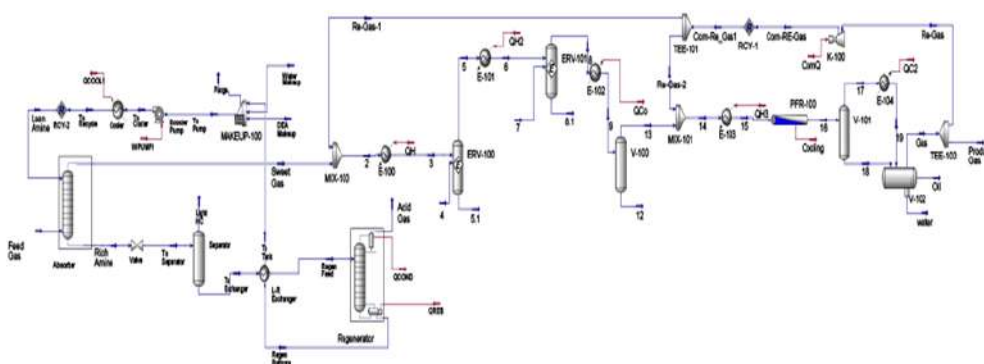 Re-Gas-1
Com-Re_Gas1
RCY-1
Com-RE-Gas
K-100
Re-Gas
TEE-101
ComQ
QH2
5
E-101
6
ERV-101
E-102
QCo
7
8.1
9
13
V-100
12
Re-Gas-2
MIX-101
14
E-103
QH3
15
PFR-100
Cooling
16
V-101
17
E-104
QC2
18
19
Gas
TEE-100
V-102
Oil
water
Water
Makeup
DEA
Makeup
MAKEUP-100
QCOOL1
Lean
Amine
RCY-2
To
Recycle
Cooler
To
Booster
Pump
To
Pump
Sweet
Gas
MIX-100
2
E-100
QH
3
ERV-100
4
5.1
Feed
Gas
Absorber
Rich
Amine
Valve
To
Separator
Separator
To
Exchanger
To
Tank
L-R
Exchanger
Regen
Feed
Acid
Gas
QCOND
QREB
Regenerator
Regen
Bottoms